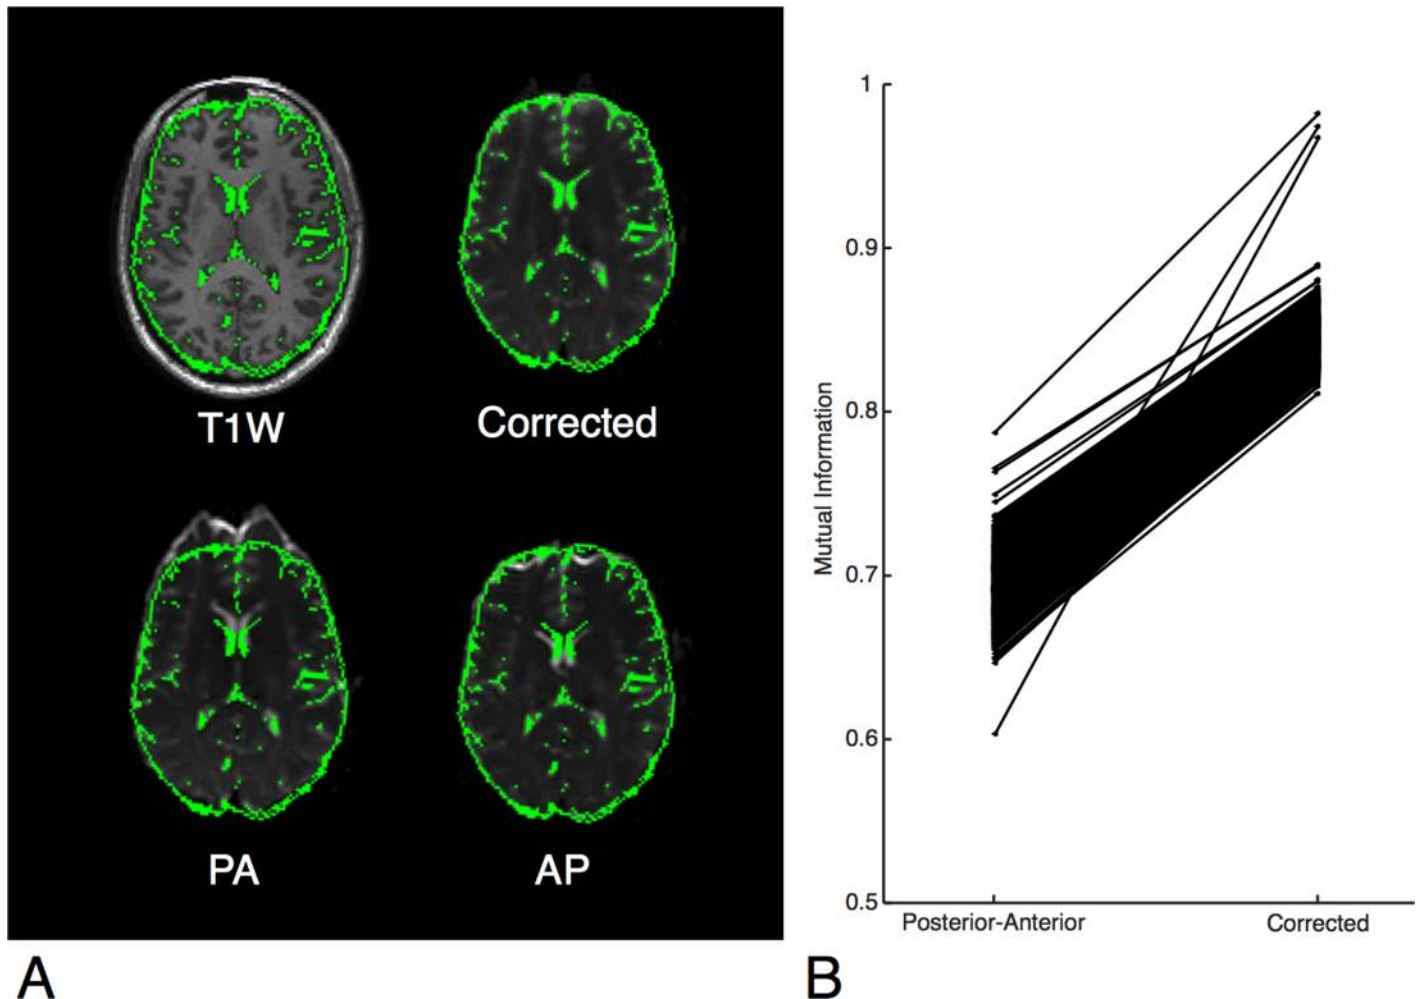 T1W
Corrected
PA
AP
A
1
0.9
0.8
0.7
0.6
0.5
Mutual Information
Posterior-Anterior
Corrected
B